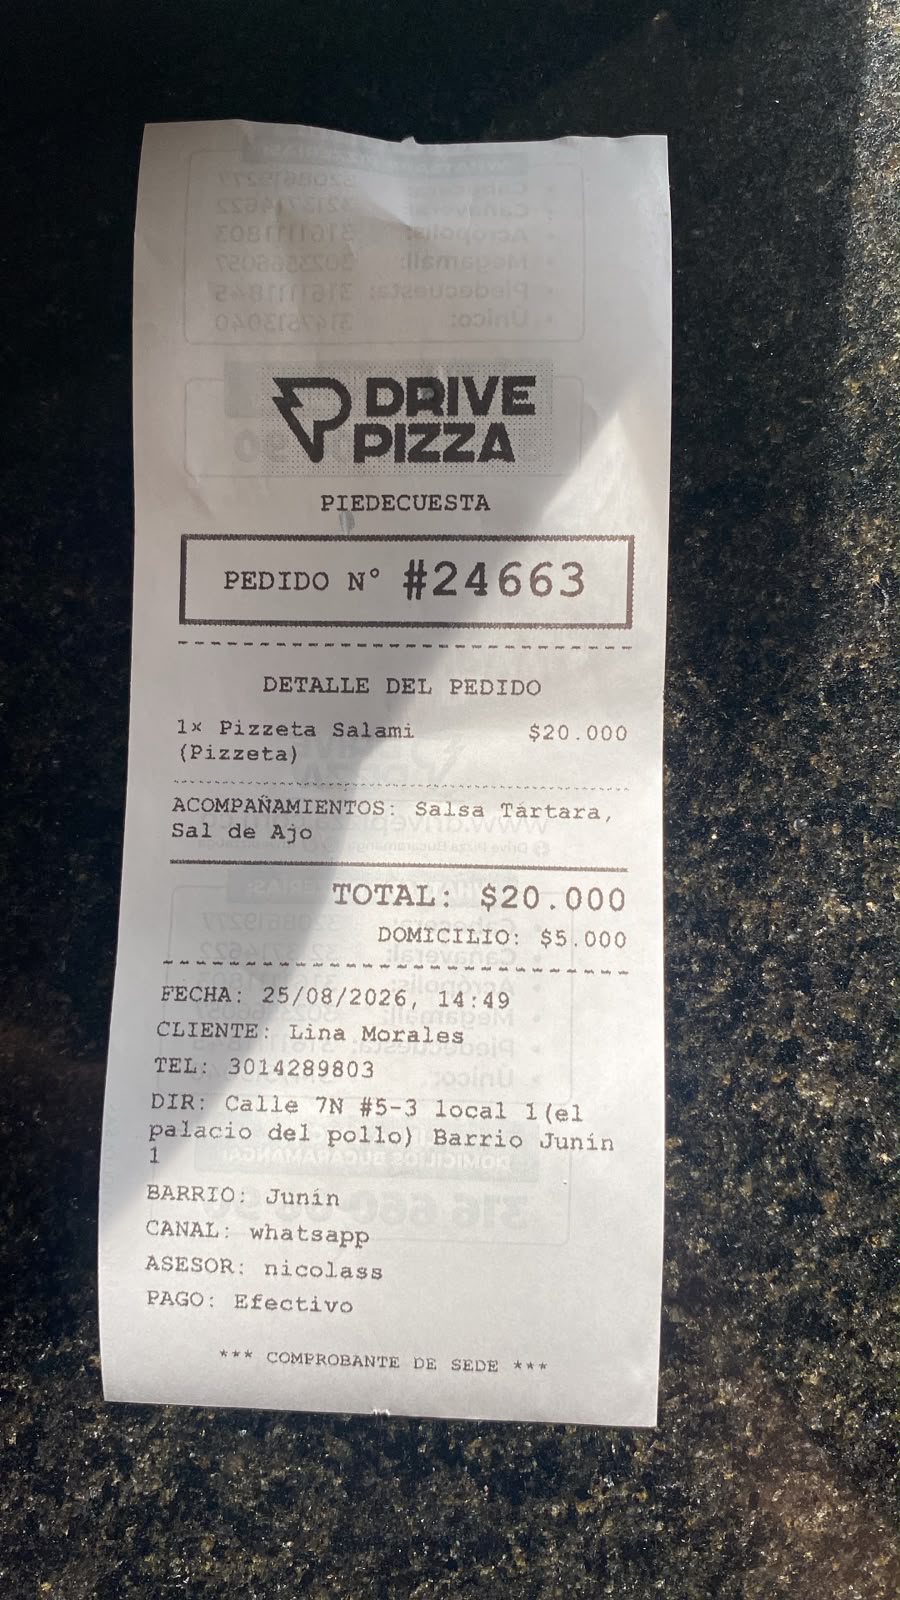 DRIVE
PIZZA
PIEDECUESTA
PEDIDO N° #24663
DETALLE DEL PEDIDO
1x Pizzeta Salami $20.000
(Pizzeta)
ACOMPAÑAMIENTOS: Salsa Tártara,
Sal de Ajo
TOTAL: $20.000
DOMICILIO: $5.000
FECHA: 25/08/2026, 14:49
CLIENTE: Lina Morales
TEL: 3014289803
DIR: Calle 7N #5-3 local 1(el
palacio del pollo) Barrio Junín
1
BARRIO: Junín
CANAL: whatsapp
ASESOR: nicolass
PAGO: Efectivo
*** COMPROBANTE DE SEDE ***